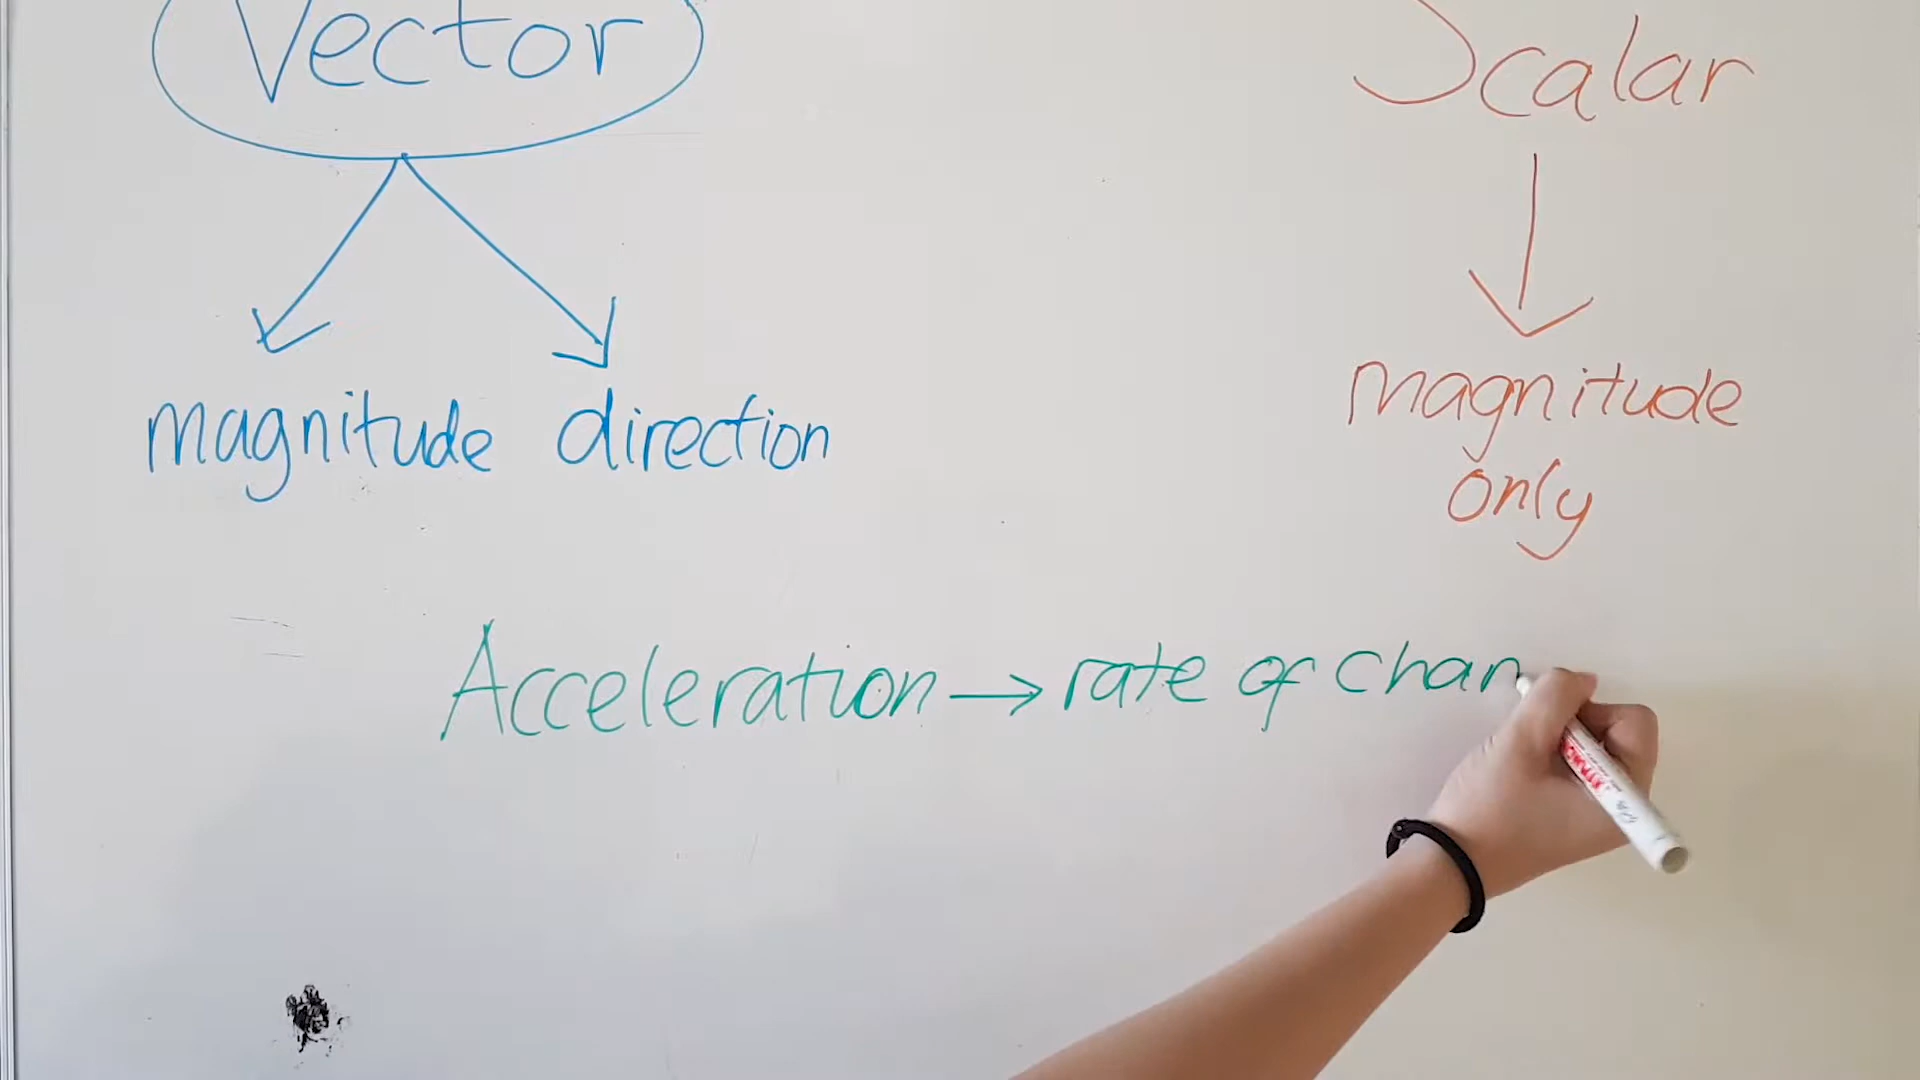 Vector
Scalar
magnitude direction
magnitude
only
Acceleration → rate of chan